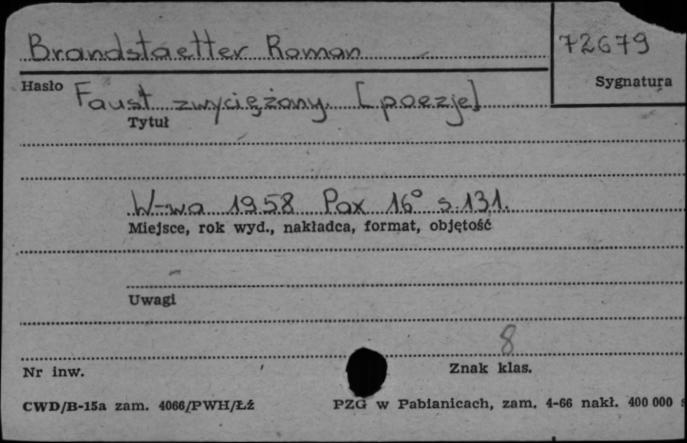 Brandstaetter Roman
72679
Hasło
Sygnatura
Faust zwyciężony. [poezje]
Tytuł
W-wa 1958 Pax 16° s.131.
Miejsce, rok wyd., nakładca, format, objętość
Uwagi
8
Nr inw.
Znak klas.
CWD/B-15a zam. 4066/PWH/Łź
PZG w Pabianicach, zam. 4-66 nakł. 400 000